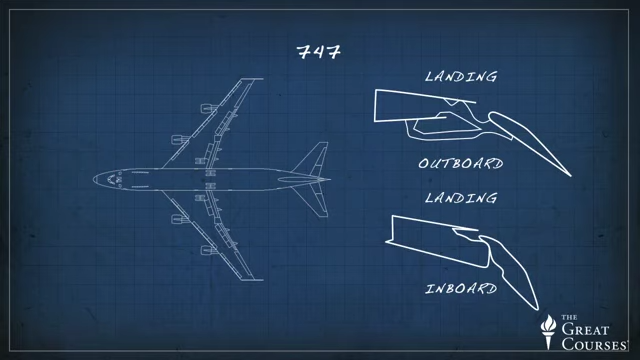 747
LANDING
OUTBOARD
LANDING
INBOARD
THE
GREAT
COURSES